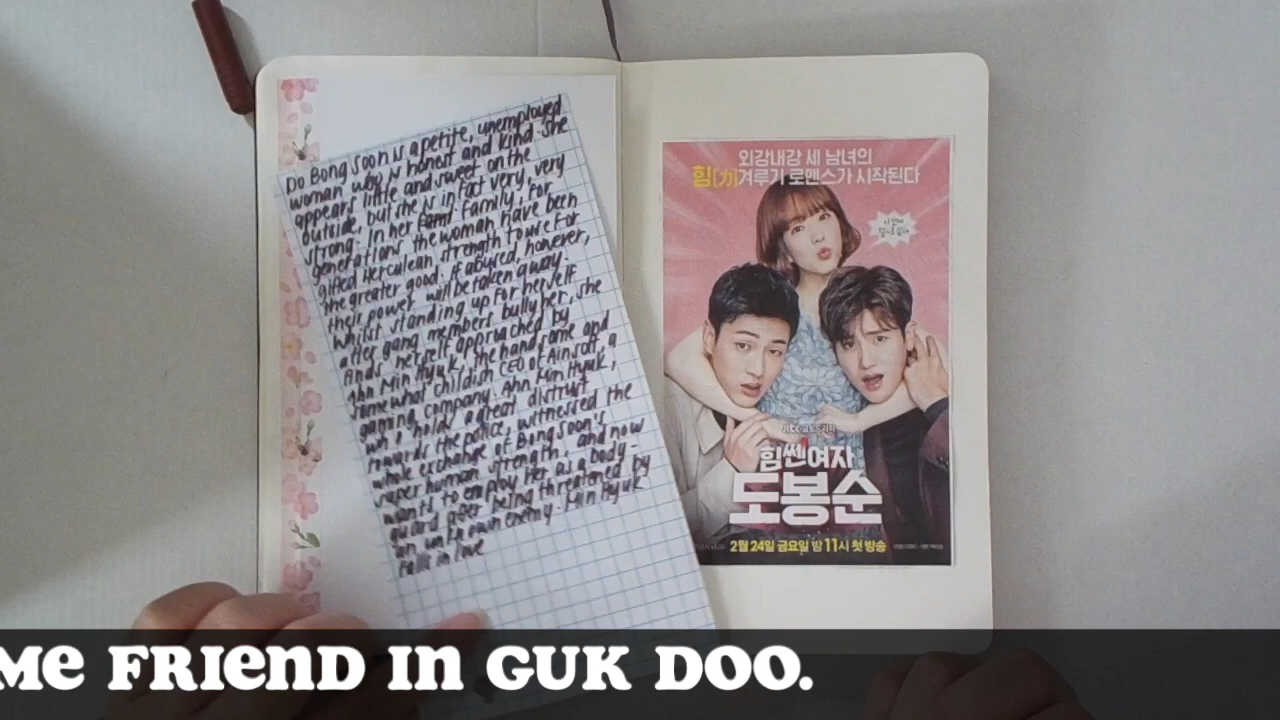 Do Bong Soon is a petite, unemployed
woman who is honest and kind. She
appears little and sweet on the
outside, but she is in fact very, very
strong. In her family, for
generations the woman have been
gifted Herculean strength to use for
the greater good. If abused, however,
their power will be taken away.
Whilst standing up for herself
after gang members bully her, she
finds herself approached by
Ahn Min Hyuk, the handsome and
somewhat childish CEO of Ainsoft, a
gaming company. Ahn Min Hyuk,
who holds a great distrust
towards the police, witnessed the
whole exchange of Bong Soon's
super human strength, and now
wants to employ her as a body-
guard after being threatened by
an unknown enemy. Min Hyuk
falls in love
외강내강 세 남녀의
힘[力]겨루기 로맨스가 시작된다
jtbc 금토드라마
힘쎈여자
도봉순
2월 24일 금요일 밤 11시 첫 방송
ME FRIEND IN GUK DOO.